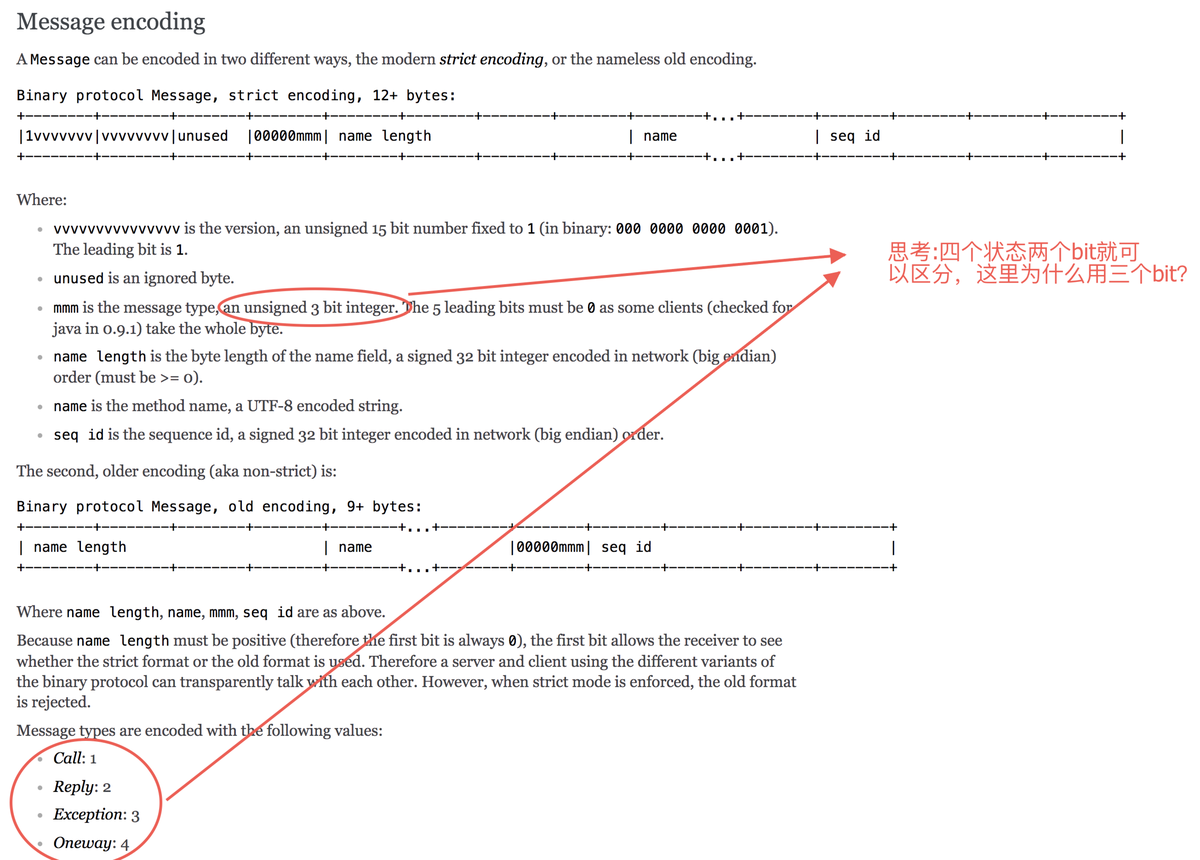 Message encoding
A Message can be encoded in two different ways, the modern strict encoding, or the nameless old encoding.
Binary protocol Message, strict encoding, 12+ bytes:
+--------+--------+--------+--------+--------+--------+--------+--------+--------+...+--------+--------+--------+--------+--------+
|1vvvvvvv|vvvvvvvv|unused  |00000mmm| name length                       | name                | seq id                            |
+--------+--------+--------+--------+--------+--------+--------+--------+--------+...+--------+--------+--------+--------+--------+
Where:
• vvvvvvvvvvvvvvv is the version, an unsigned 15 bit number fixed to 1 (in binary: 000 0000 0000 0001).
The leading bit is 1.
思考:四个状态两个bit就可
以区分，这里为什么用三个bit?
• unused is an ignored byte.
• mmm is the message type, an unsigned 3 bit integer. The 5 leading bits must be 0 as some clients (checked for
java in 0.9.1) take the whole byte.
• name length is the byte length of the name field, a signed 32 bit integer encoded in network (big endian)
order (must be >= 0).
• name is the method name, a UTF-8 encoded string.
• seq id is the sequence id, a signed 32 bit integer encoded in network (big endian) order.
The second, older encoding (aka non-strict) is:
Binary protocol Message, old encoding, 9+ bytes:
+--------+--------+--------+--------+--------+...+--------+--------+--------+--------+--------+--------+
| name length                       | name                |00000mmm| seq id                            |
+--------+--------+--------+--------+--------+...+--------+--------+--------+--------+--------+--------+
Where name length, name, mmm, seq id are as above.
Because name length must be positive (therefore the first bit is always 0), the first bit allows the receiver to see
whether the strict format or the old format is used. Therefore a server and client using the different variants of
the binary protocol can transparently talk with each other. However, when strict mode is enforced, the old format
is rejected.
Message types are encoded with the following values:
• Call: 1
• Reply: 2
• Exception: 3
• Oneway: 4